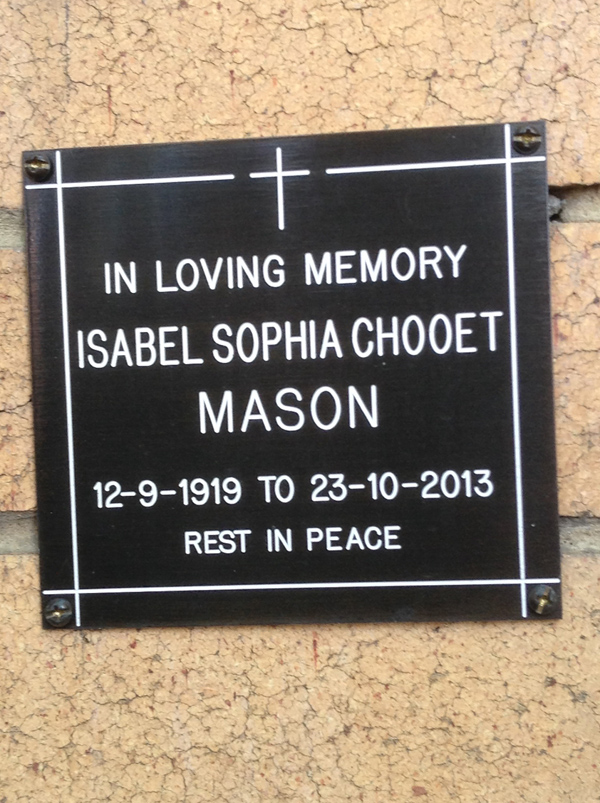 IN LOVING MEMORY
ISABEL SOPHIA CHOOET
MASON
12-9-1919 TO 23-10-2013
REST IN PEACE